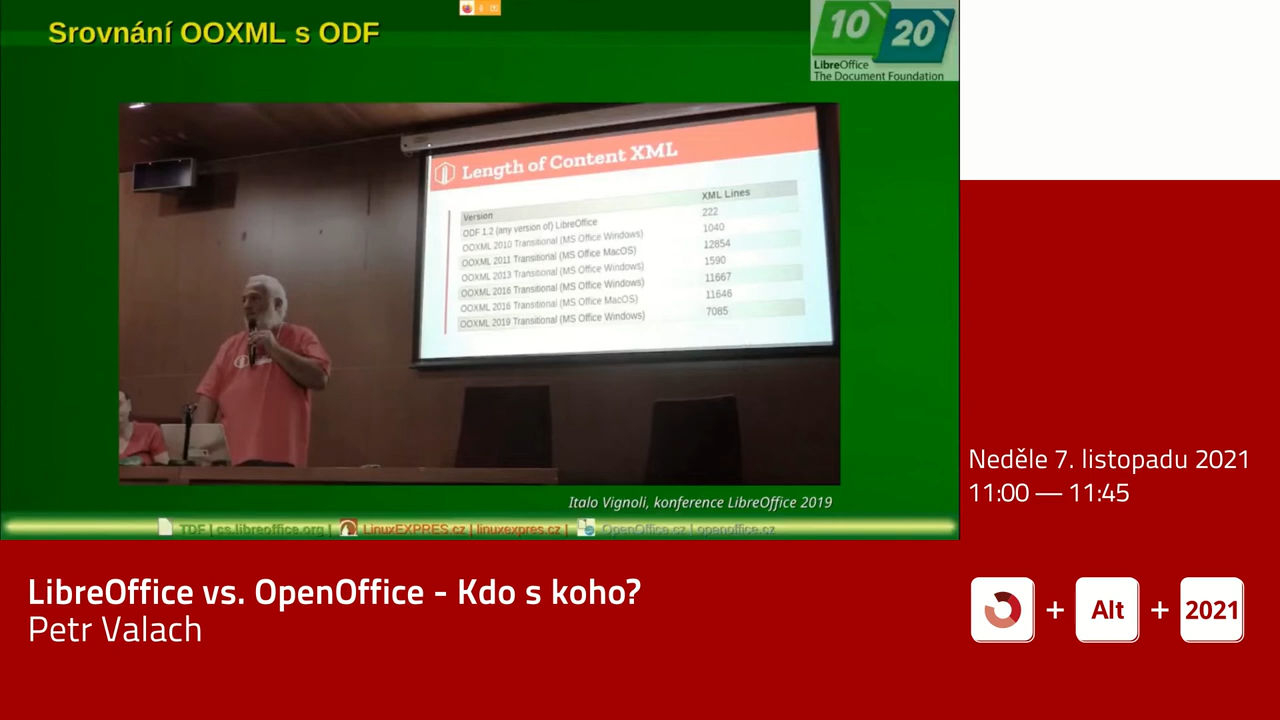 Srovnání OOXML s ODF
10 20
LibreOffice
The Document Foundation
Length of Content XML
Version XML Lines
ODF 1.2 (any version of) LibreOffice 222
OOXML 2010 Transitional (MS Office Windows) 1040
OOXML 2011 Transitional (MS Office MacOS) 12854
OOXML 2013 Transitional (MS Office Windows) 1590
OOXML 2016 Transitional (MS Office Windows) 11667
OOXML 2016 Transitional (MS Office MacOS) 11646
OOXML 2019 Transitional (MS Office Windows) 7085
Italo Vignoli, konference LibreOffice 2019
TDF | cs.libreoffice.org | LinuxEXPRES.cz | linuxexpres.cz | OpenOffice.cz | openoffice.cz
Neděle 7. listopadu 2021
11:00 — 11:45
LibreOffice vs. OpenOffice - Kdo s koho?
Petr Valach
+ Alt + 2021